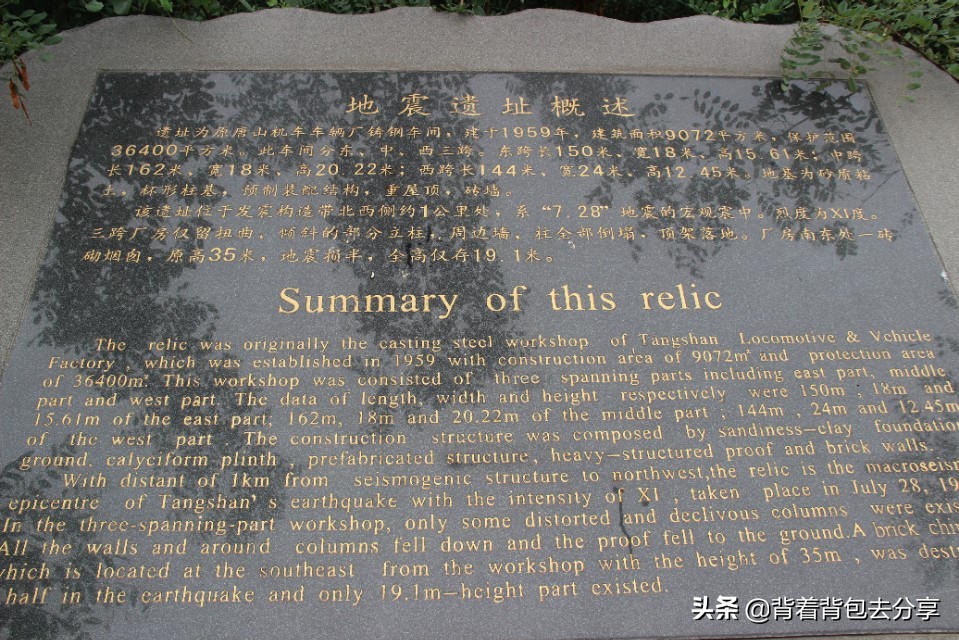 地震遗址概述
遗址为原唐山机车车辆厂铸钢车间，建于1959年，建筑面积9072平方米，保护范围
36400平方米。此车间分东、中、西三跨。东跨长150米、宽18米、高15.61米；中跨
长162米、宽18米、高20.22米；西跨长144米、宽24米、高12.45米。地基为砂质粘
土，杯形柱基，预制装配结构，重屋顶，砖墙。
该遗址位于发震构造带北西侧约1公里处，系“7.28”地震的宏观震中。烈度为XI度。
三跨厂房仅留扭曲、倾斜的部分立柱，周边墙、柱全部倒塌，顶架落地。厂房南东处一砖
砌烟囱，原高35米，地震损半，全高仅存19.1米。
Summary of this relic
The relic was originally the casting steel workshop of Tangshan Locomotive & Vehicle
Factory, which was established in 1959 with construction area of 9072m² and protection area
of 36400m². This workshop was consisted of three spanning parts including east part, middle
part and west part. The data of length, width and height respectively were 150m, 18m and
15.61m of the east part; 162m, 18m and 20.22m of the middle part; 144m, 24m and 12.45m
of the west part. The construction structure was composed by sandiness-clay foundation
ground. calyciform plinth, prefabricated structure, heavy-structured proof and brick walls.
With distant of 1km from seismogenic structure to northwest,the relic is the macroseism
epicentre of Tangshan's earthquake with the intensity of XI, taken place in July 28, 19
In the three-spanning-part workshop, only some distorted and declivous columns were exis
All the walls and around columns fell down and the proof fell to the ground.A brick chim
which is located at the southeast from the workshop with the height of 35m, was destr
half in the earthquake and only 19.1m-height part existed.
头条 @背着背包去分享